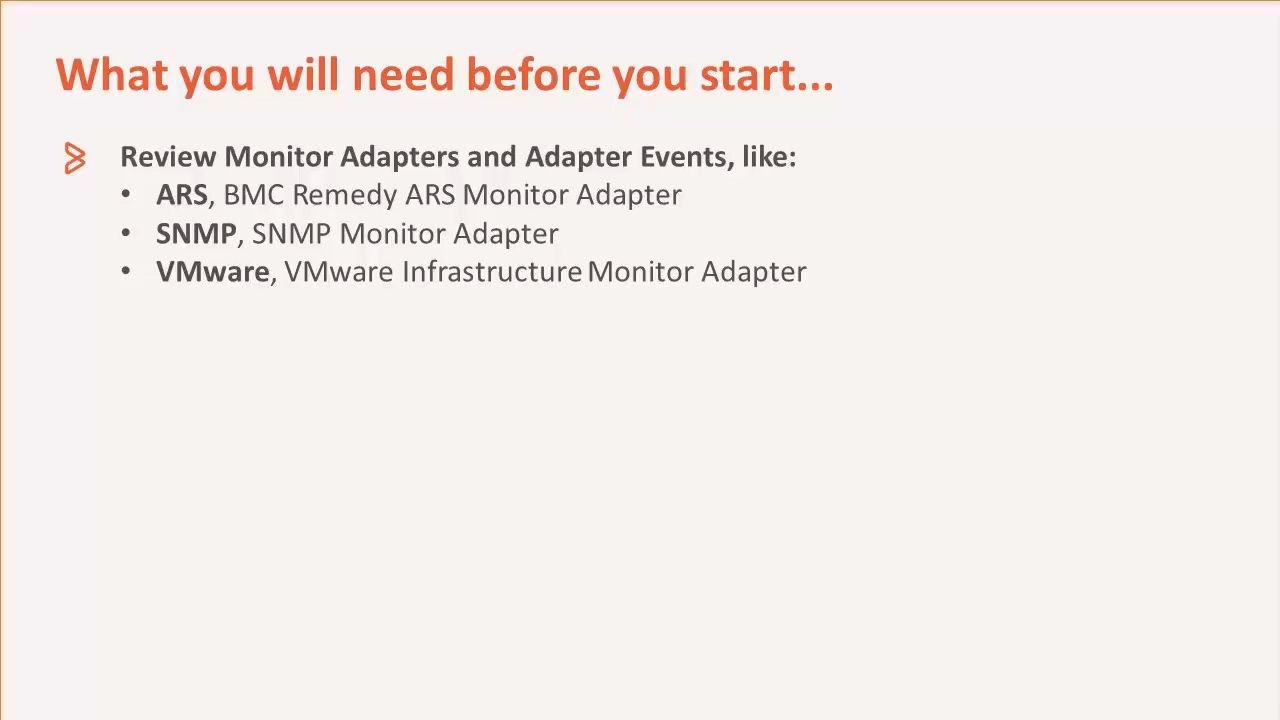 What you will need before you start...
Review Monitor Adapters and Adapter Events, like:
• ARS, BMC Remedy ARS Monitor Adapter
• SNMP, SNMP Monitor Adapter
• VMware, VMware Infrastructure Monitor Adapter